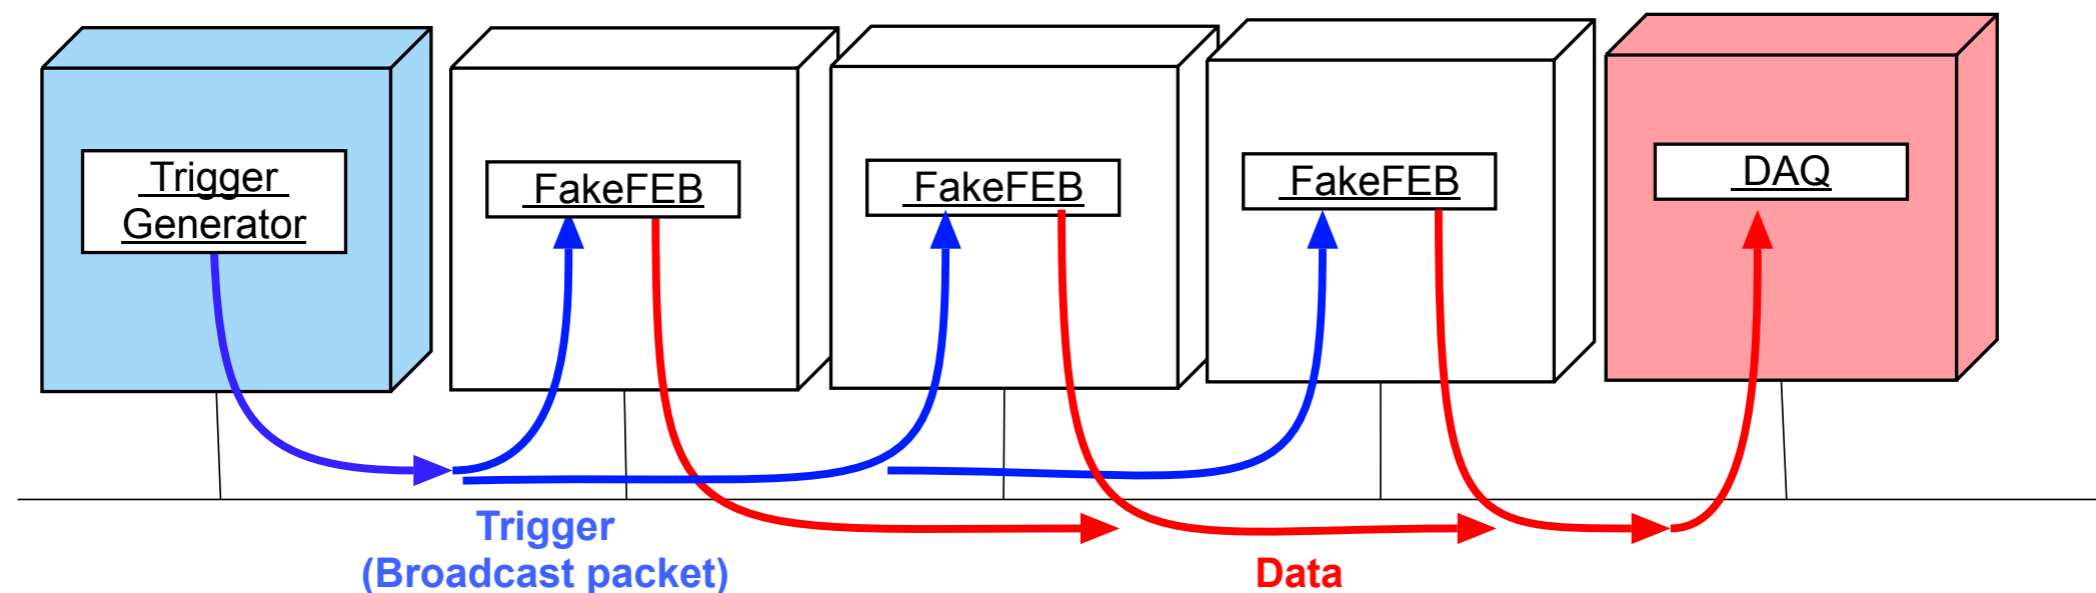 Trigger
Generator
FakeFEB
FakeFEB
FakeFEB
DAQ
Trigger
(Broadcast packet)
Data